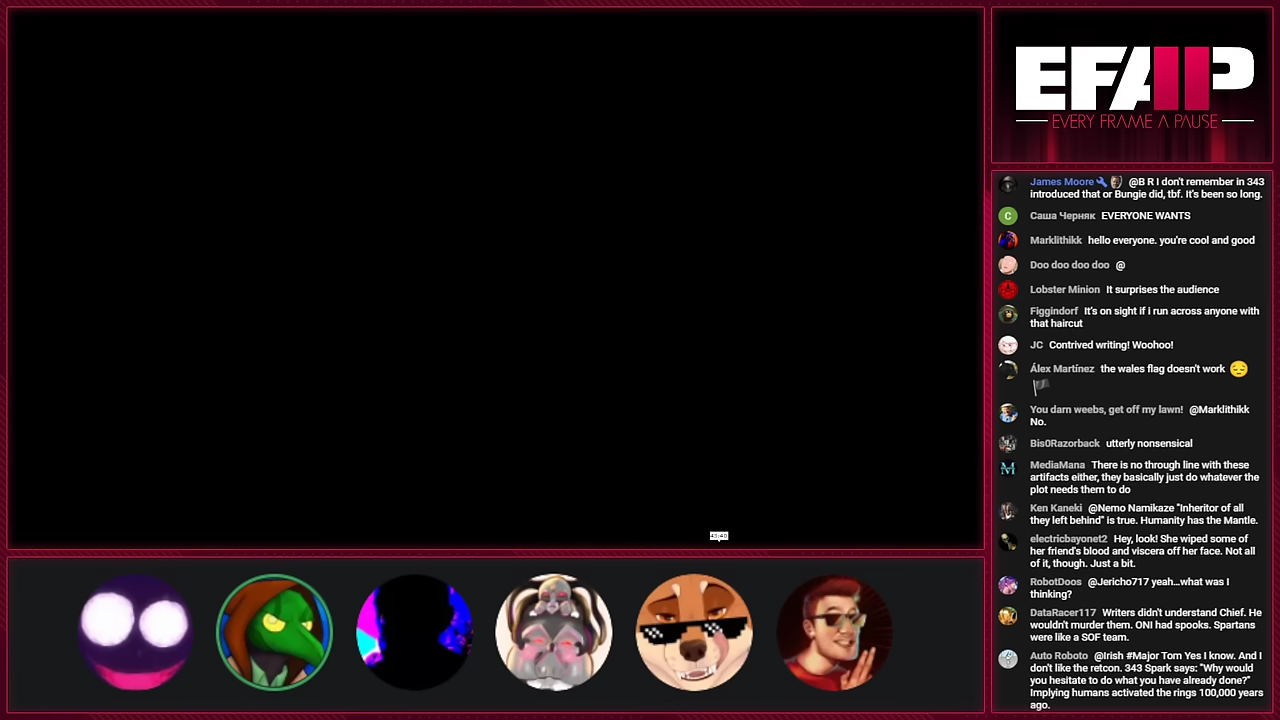 EFAP
EVERY FRAME A PAUSE
James Moore @B R I don't remember in 343
introduced that or Bungie did, tbf. It's been so long.
C Саша Черняк EVERYONE WANTS
Marklithikk hello everyone. you're cool and good
Doo doo doo doo @
Lobster Minion It surprises the audience
Figgindorf It's on sight if i run across anyone with
that haircut
JC Contrived writing! Woohoo!
Álex Martínez the wales flag doesn't work 😔
🏴
You darn weebs, get off my lawn! @Marklithikk
No.
Bis0Razorback utterly nonsensical
M MediaMana There is no through line with these
artifacts either, they basically just do whatever the
plot needs them to do
Ken Kaneki @Nemo Namikaze "Inheritor of all
they left behind" is true. Humanity has the Mantle.
electricbayonet2 Hey, look! She wiped some of
her friend's blood and viscera off her face. Not all
of it, though. Just a bit.
RobotDoos @Jericho717 yeah...what was I
thinking?
DataRacer117 Writers didn't understand Chief. He
wouldn't murder them. ONI had spooks. Spartans
were like a SOF team.
Auto Roboto @Irish #Major Tom Yes I know. And I
don't like the retcon. 343 Spark says: "Why would
you hesitate to do what you have already done?"
Implying humans activated the rings 100,000 years
ago.
43:40